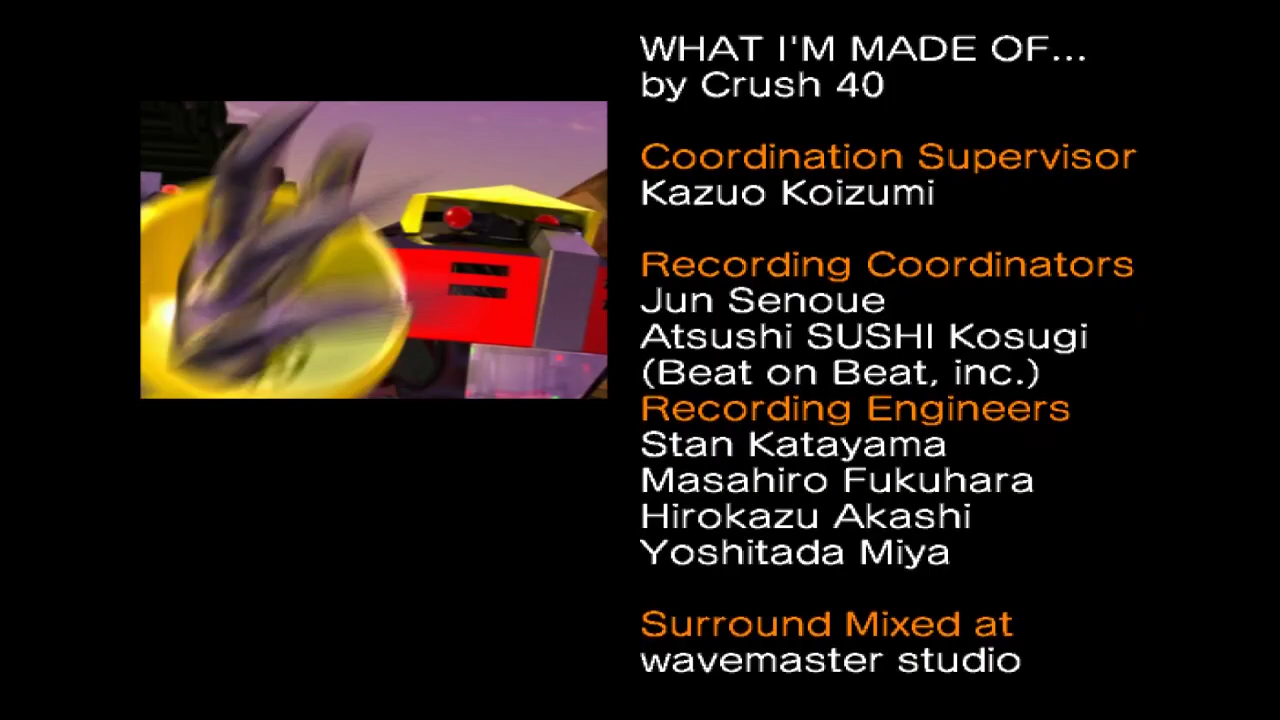 WHAT I'M MADE OF...
by Crush 40
Coordination Supervisor
Kazuo Koizumi
Recording Coordinators
Jun Senoue
Atsushi SUSHI Kosugi
(Beat on Beat, inc.)
Recording Engineers
Stan Katayama
Masahiro Fukuhara
Hirokazu Akashi
Yoshitada Miya
Surround Mixed at
wavemaster studio